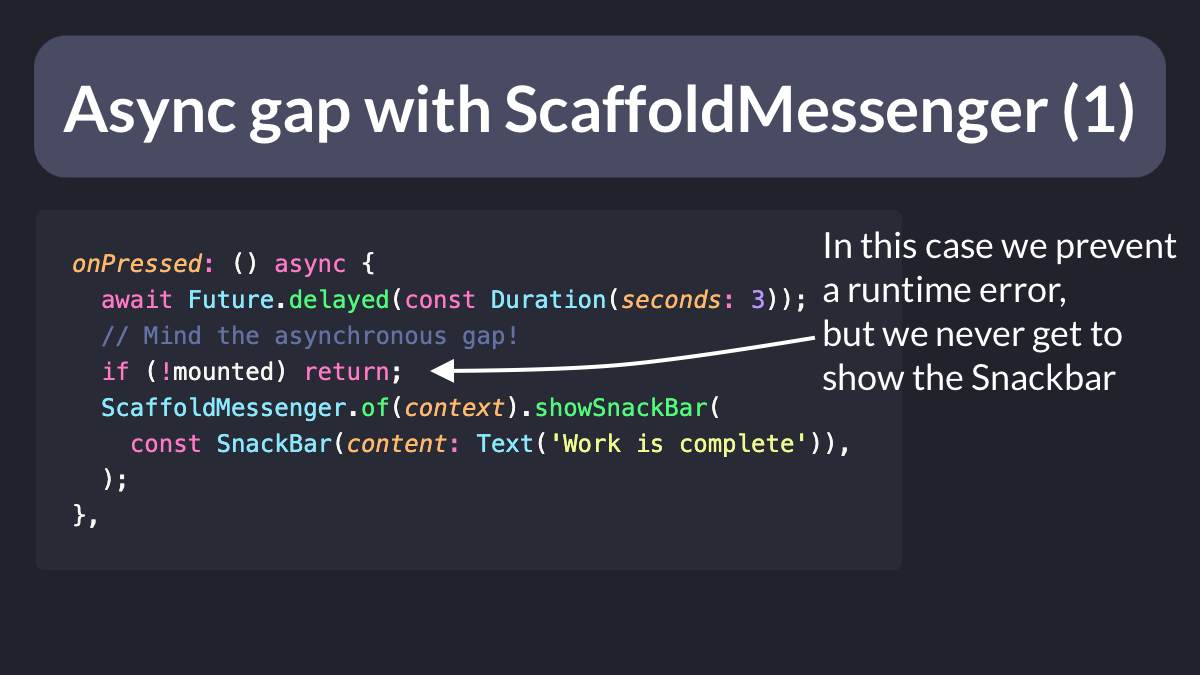 Async gap with ScaffoldMessenger (1)
onPressed: () async {
await Future.delayed(const Duration(seconds: 3));
// Mind the asynchronous gap!
if (!mounted) return;
ScaffoldMessenger.of(context).showSnackBar(
const SnackBar(content: Text('Work is complete')),
);
},
In this case we prevent
a runtime error,
but we never get to
show the Snackbar